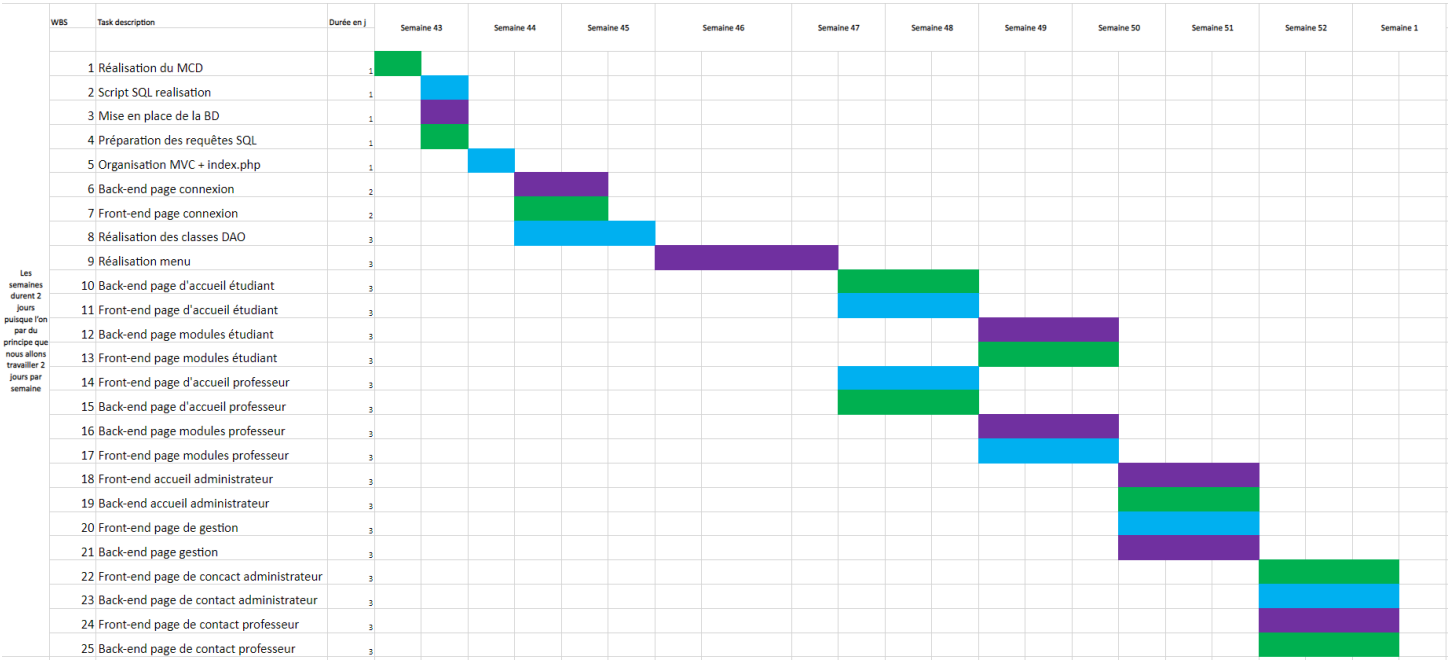 WBS Task description Durée en j Semaine 43 Semaine 44 Semaine 45 Semaine 46 Semaine 47 Semaine 48 Semaine 49 Semaine 50 Semaine 51 Semaine 52 Semaine 1
1 Réalisation du MCD 1
2 Script SQL realisation 1
3 Mise en place de la BD 1
4 Préparation des requêtes SQL 1
5 Organisation MVC + index.php 1
6 Back-end page connexion 2
7 Front-end page connexion 2
8 Réalisation des classes DAO 3
9 Réalisation menu 3
10 Back-end page d'accueil étudiant 3
11 Front-end page d'accueil étudiant 3
12 Back-end page modules étudiant 3
13 Front-end page modules étudiant 3
14 Front-end page d'accueil professeur 3
15 Back-end page d'accueil professeur 3
16 Back-end page modules professeur 3
17 Front-end page modules professeur 3
18 Front-end accueil administrateur 3
19 Back-end accueil administrateur 3
20 Front-end page de gestion 3
21 Back-end page gestion 3
22 Front-end page de concact administrateur 3
23 Back-end page de contact administrateur 3
24 Front-end page de contact professeur 3
25 Back-end page de contact professeur 3
Les
semaines
durent 2
jours
puisque l'on
par du
principe que
nous allons
travailler 2
jours par
semaine